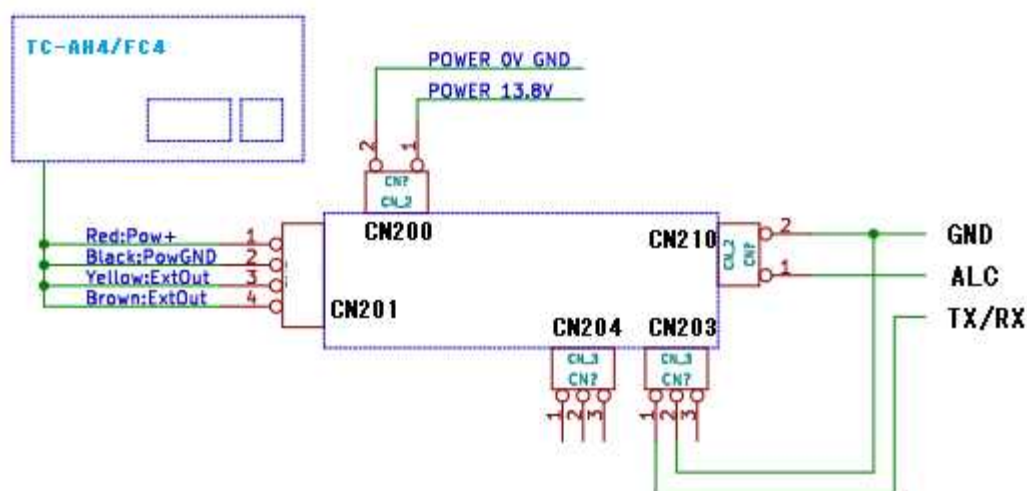 TC-AH4/FC4
POWER 0V GND
POWER 13.8V
2
1
CN?
CN_2
CN200
Red:Pow+
1
Black:PowGND
2
Yellow:ExtOut
3
Brown:ExtOut
4
CN201
CN210
CN_2
CN?
2
GND
1
ALC
TX/RX
CN204
CN203
CN_3
CN?
CN_3
CN?
1
2
3
1
2
3